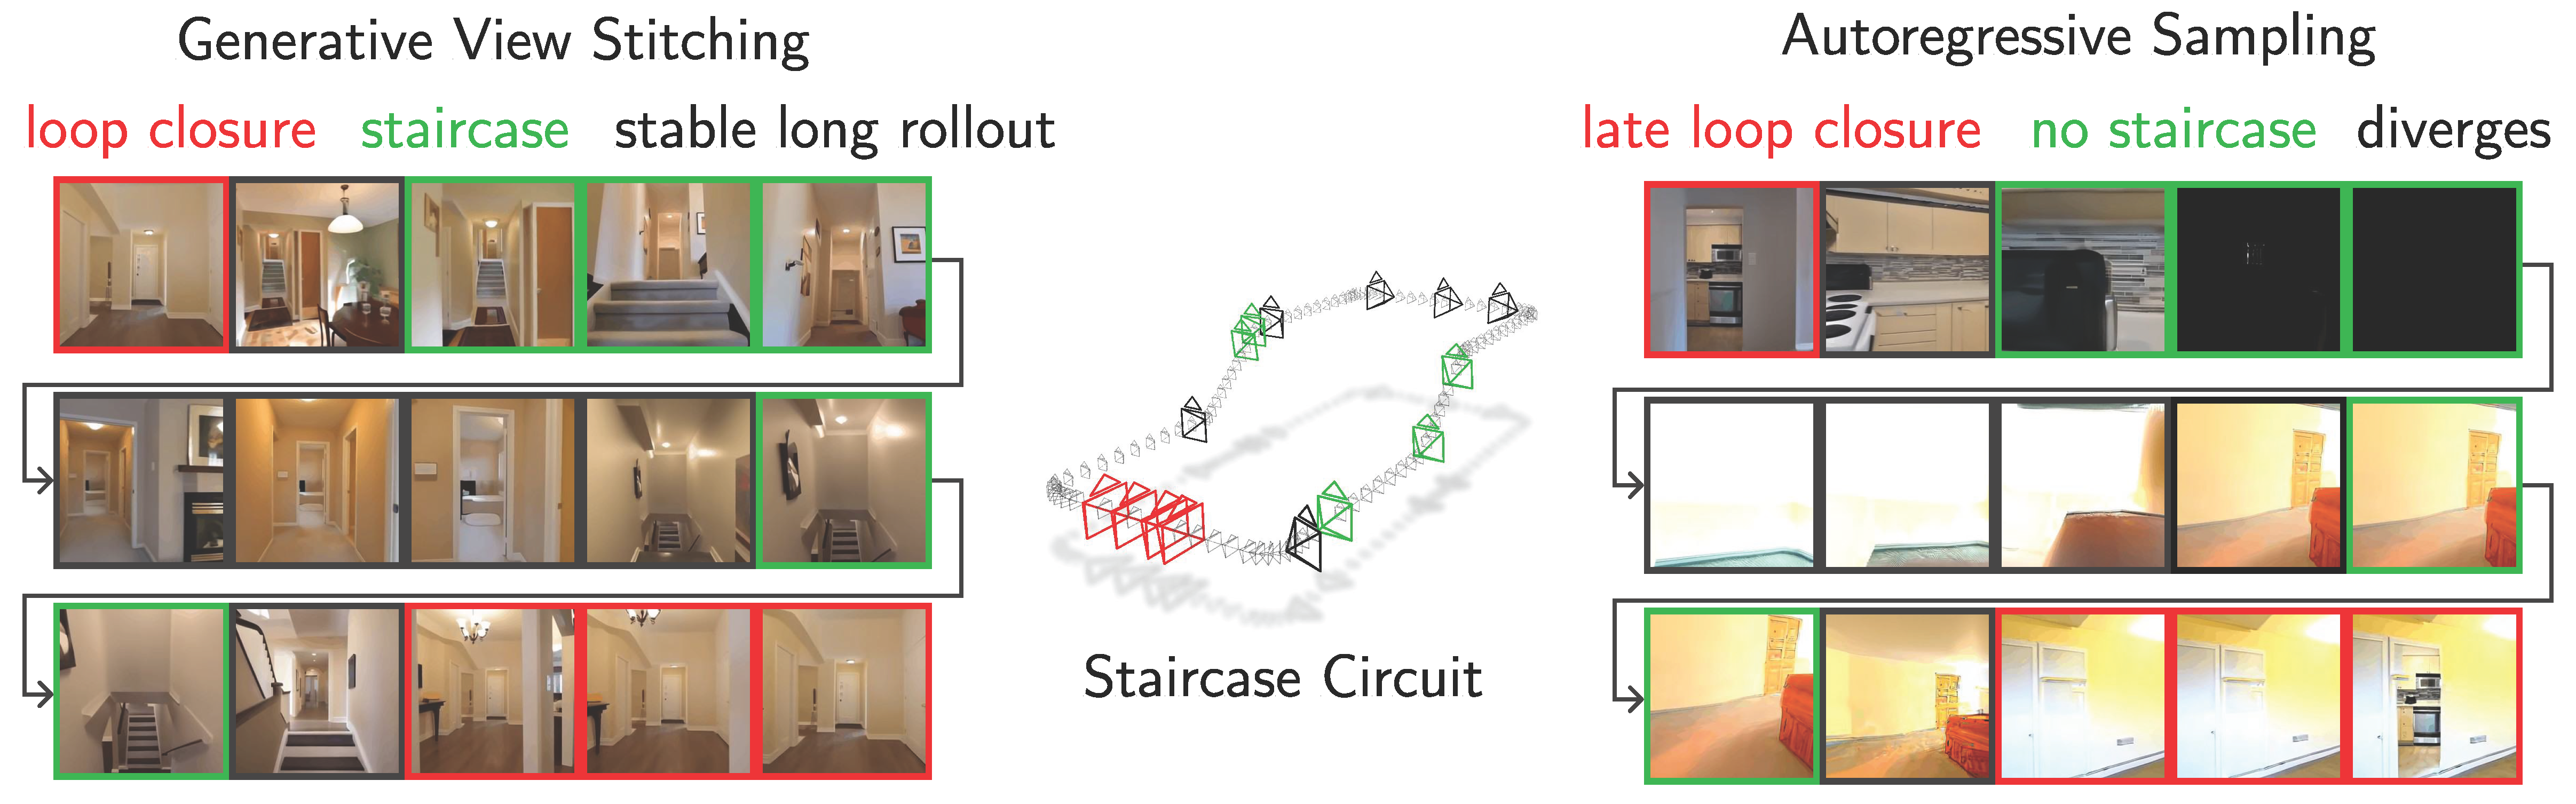 Generative View Stitching
loop closure staircase stable long rollout
Autoregressive Sampling
late loop closure no staircase diverges
Staircase Circuit